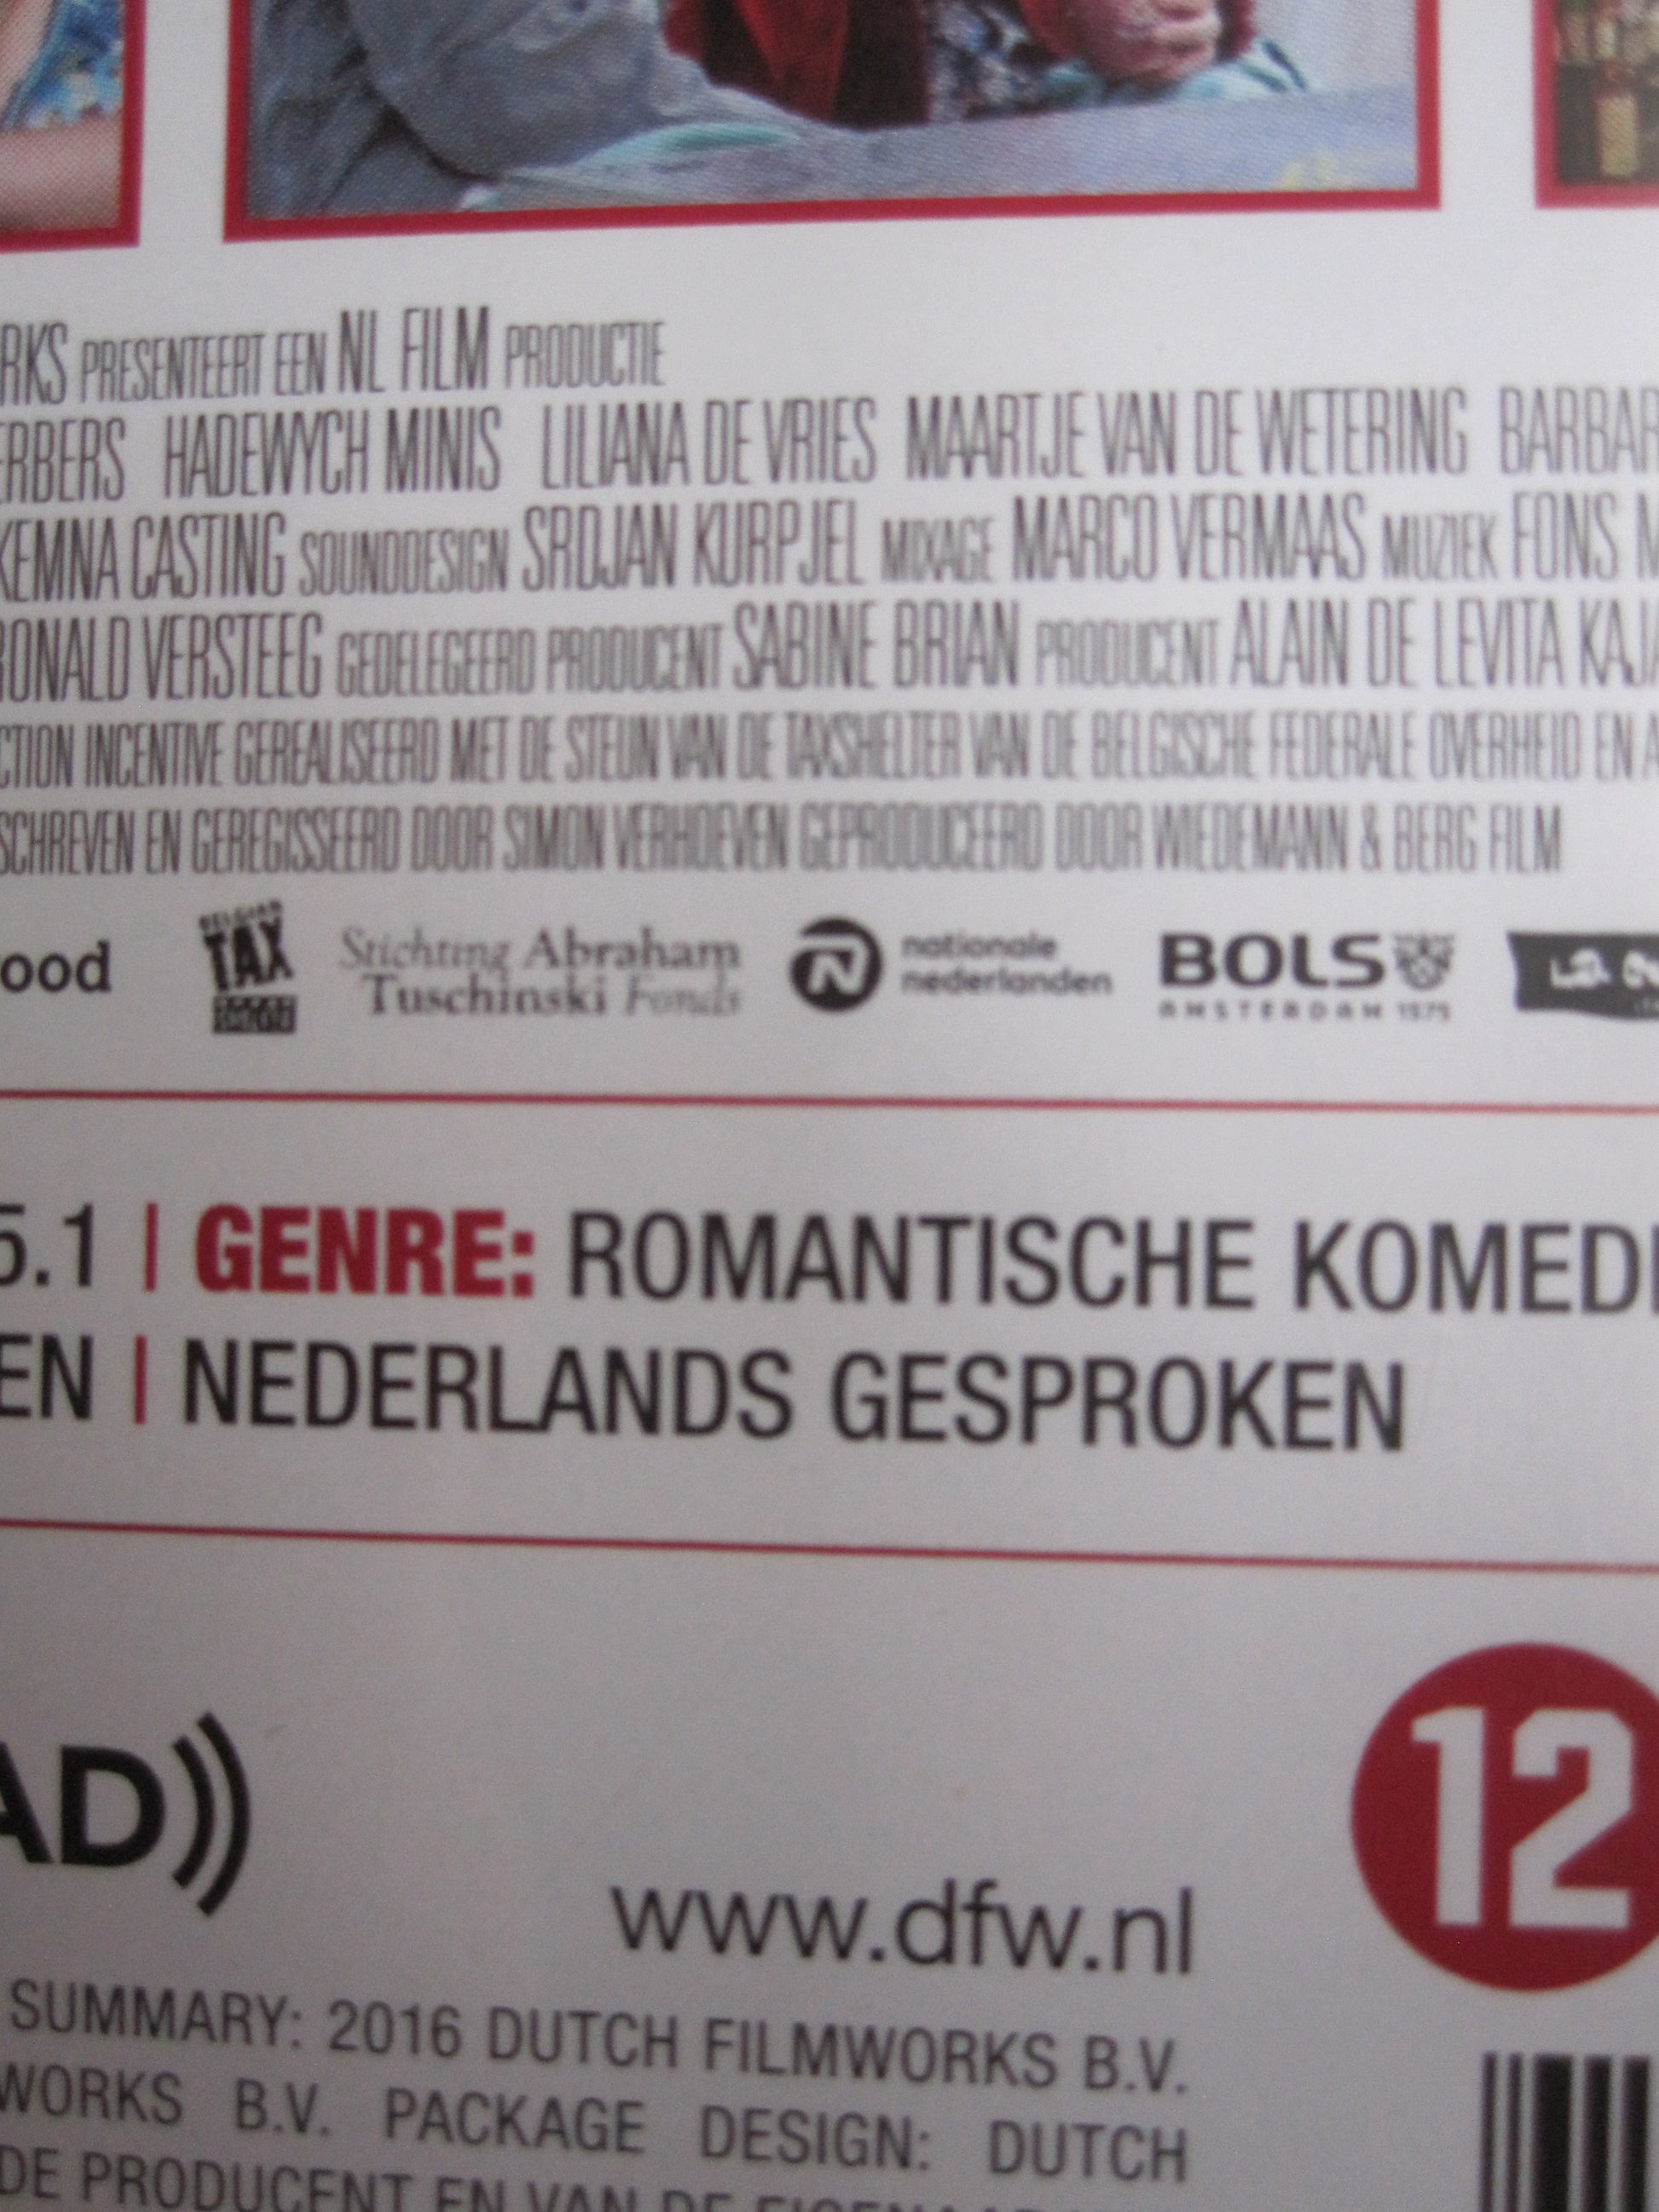 RKS PRESENTEERT EEN NL FILM PRODUCTIE
ERBERS HADEWYCH MINIS LILIANA DE VRIES MAARTJE VAN DE WETERING BARBAR
KEMNA CASTING SOUNDDESIGN SRDJAN KURPJEL MIXAGE MARCO VERMAAS MUZIEK FONS M
RONALD VERSTEEG GEDELEGEERD PRODUCENT SABINE BRIAN PRODUCENT ALAIN DE LEVITA KAJA
CTION INCENTIVE GEREALISEERD MET DE STEUN VAN DE TAXSHELTER VAN DE BELGISCHE FEDERALE OVERHEID EN A
SCHREVEN EN GEREGISSEERD DOOR SIMON VERHOEVEN GEPRODUCEERD DOOR WIEDEMANN & BERG FILM
ood
BELGIAN
TAX
Stichting Abraham
Tuschinski Fonds
nationale
nederlanden
BOLS
AMSTERDAM 1575
5.1 | GENRE: ROMANTISCHE KOMEDI
EN | NEDERLANDS GESPROKEN
AD
www.dfw.nl
12
SUMMARY: 2016 DUTCH FILMWORKS B.V.
WORKS B.V. PACKAGE DESIGN: DUTCH
DE PRODUCENT EN VAN DE